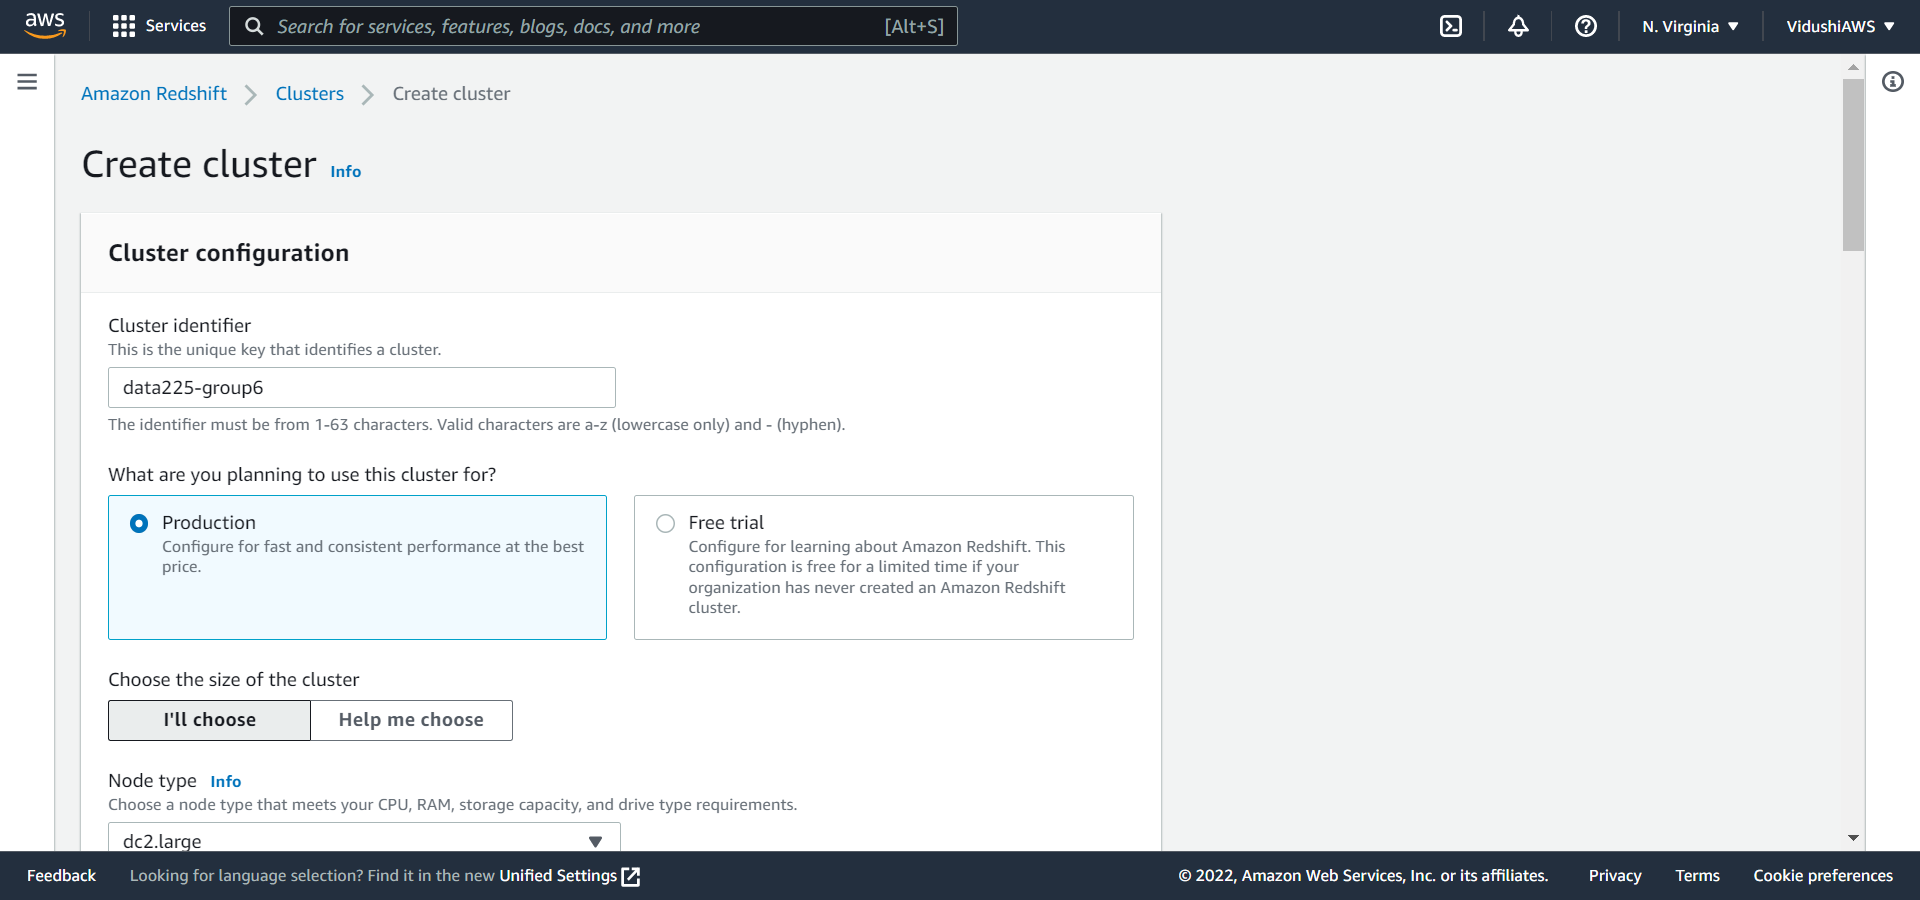 aws
Services
Search for services, features, blogs, docs, and more [Alt+S]
N. Virginia
VidushiAWS
Amazon Redshift
Clusters
Create cluster
Create cluster
Info
Cluster configuration
Cluster identifier
This is the unique key that identifies a cluster.
data225-group6
The identifier must be from 1-63 characters. Valid characters are a-z (lowercase only) and - (hyphen).
What are you planning to use this cluster for?
Production
Configure for fast and consistent performance at the best
price.
Free trial
Configure for learning about Amazon Redshift. This
configuration is free for a limited time if your
organization has never created an Amazon Redshift
cluster.
Choose the size of the cluster
I'll choose
Help me choose
Node type Info
Choose a node type that meets your CPU, RAM, storage capacity, and drive type requirements.
dc2.large
Feedback
Looking for language selection? Find it in the new Unified Settings
© 2022, Amazon Web Services, Inc. or its affiliates.
Privacy
Terms
Cookie preferences